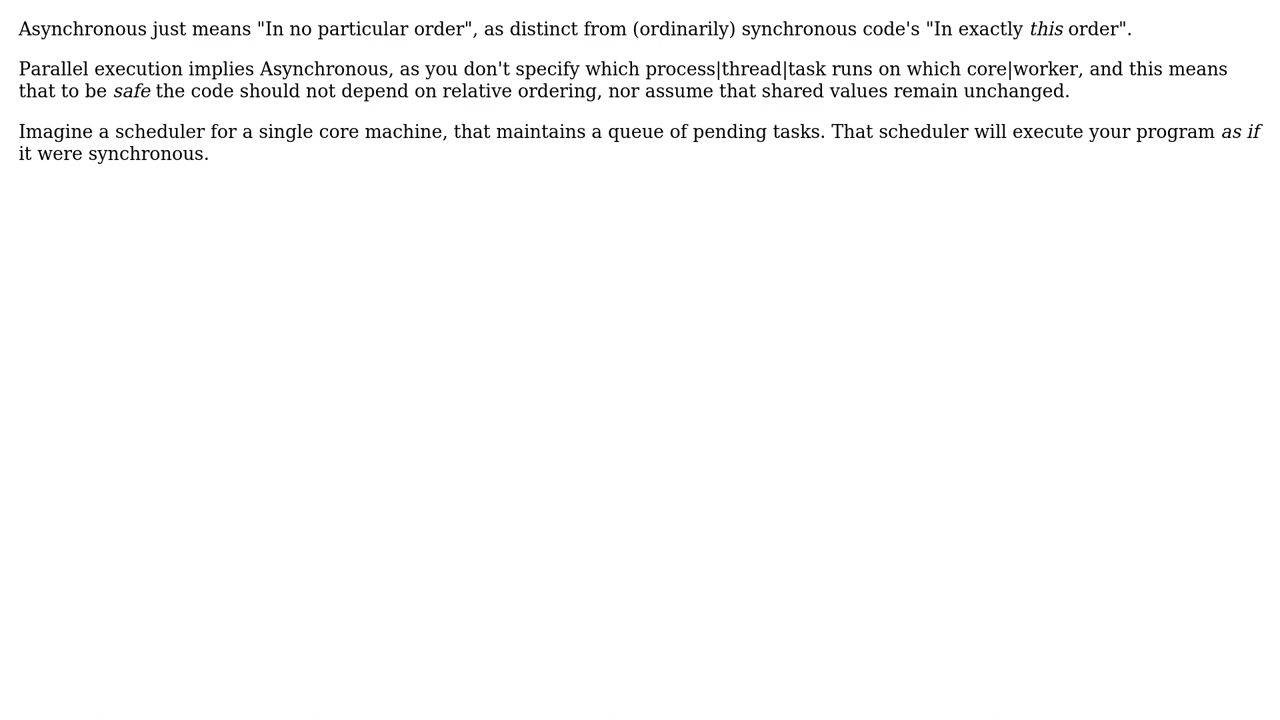 Asynchronous just means "In no particular order", as distinct from (ordinarily) synchronous code's "In exactly this order".
Parallel execution implies Asynchronous, as you don't specify which process|thread|task runs on which core|worker, and this means
that to be safe the code should not depend on relative ordering, nor assume that shared values remain unchanged.
Imagine a scheduler for a single core machine, that maintains a queue of pending tasks. That scheduler will execute your program as if
it were synchronous.